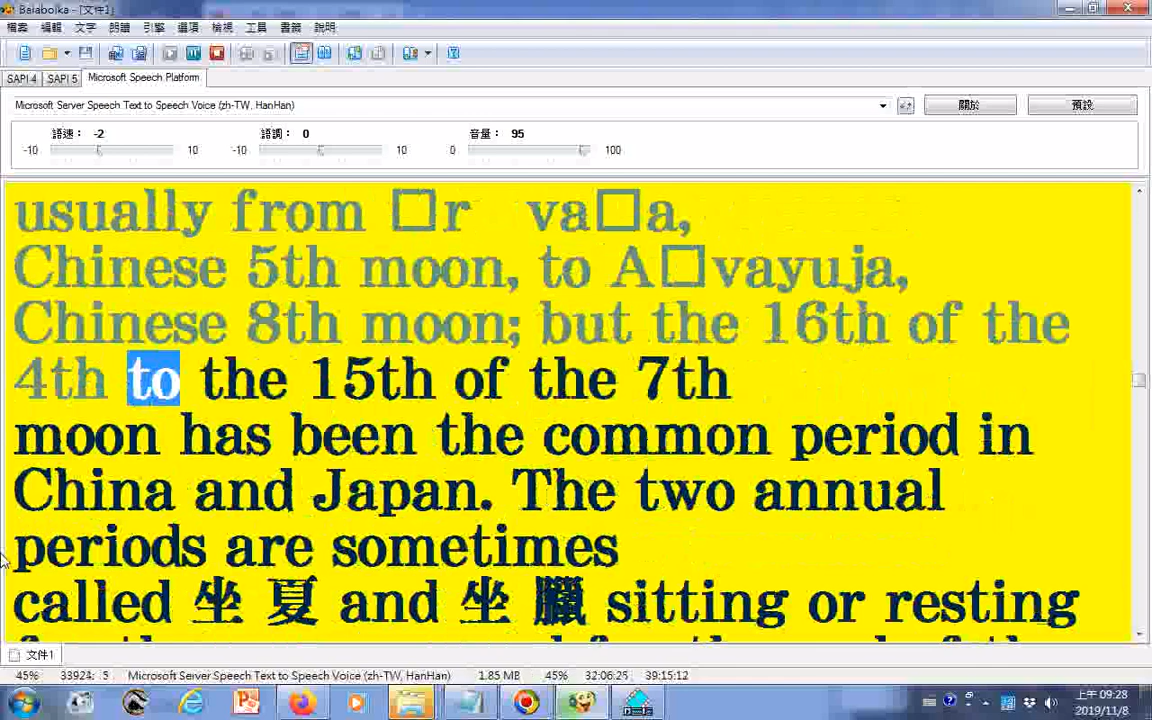 Balabolka - [文件1]
檔案 編輯 文字 朗讀 引擎 選項 檢視 工具 書籤 說明
SAPI 4 SAPI 5 Microsoft Speech Platform
Microsoft Server Speech Text to Speech Voice (zh-TW, HanHan) 關於 預設
語速： -2 語調： 0 音量： 95
-10 10 -10 10 0 100
usually from □r va□a,
Chinese 5th moon, to A□vayuja,
Chinese 8th moon; but the 16th of the
4th to the 15th of the 7th
moon has been the common period in
China and Japan. The two annual
periods are sometimes
called 坐 夏 and 坐 臘 sitting or resting
文件1
45% 33924: 3 Microsoft Server Speech Text to Speech Voice (zh-TW, HanHan) 1.85 MB 45% 32:06:25 39:15:12
上午 09:28
2019/11/8